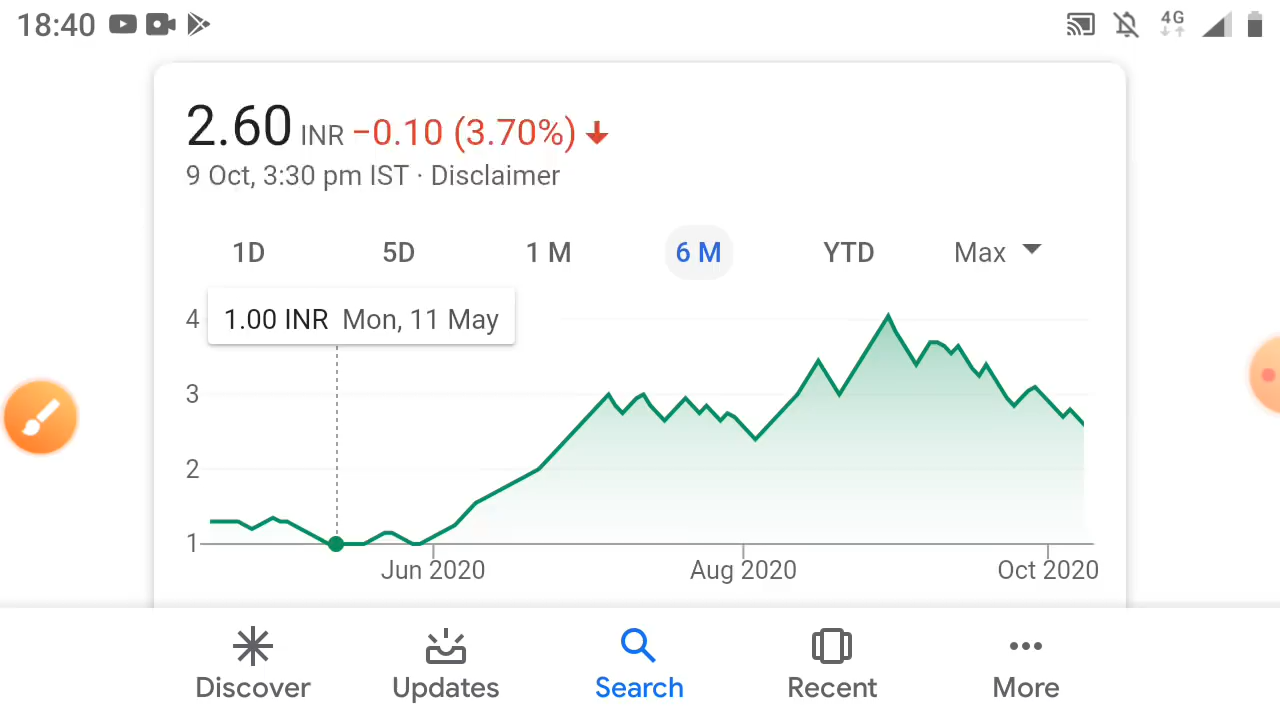 18:40
4G
2.60 INR −0.10 (3.70%)
9 Oct, 3:30 pm IST · Disclaimer
1D 5D 1 M 6 M YTD Max
4
1.00 INR Mon, 11 May
3
2
1
Jun 2020 Aug 2020 Oct 2020
Discover Updates Search Recent More